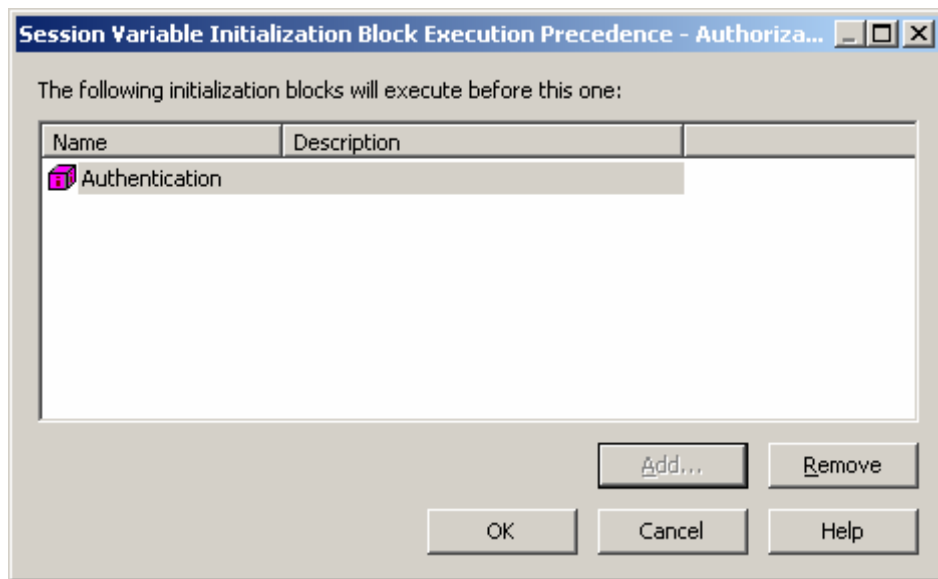 Session Variable Initialization Block Execution Precedence - Authoriza...
The following initialization blocks will execute before this one:
Name Description
Authentication
Add... Remove
OK Cancel Help